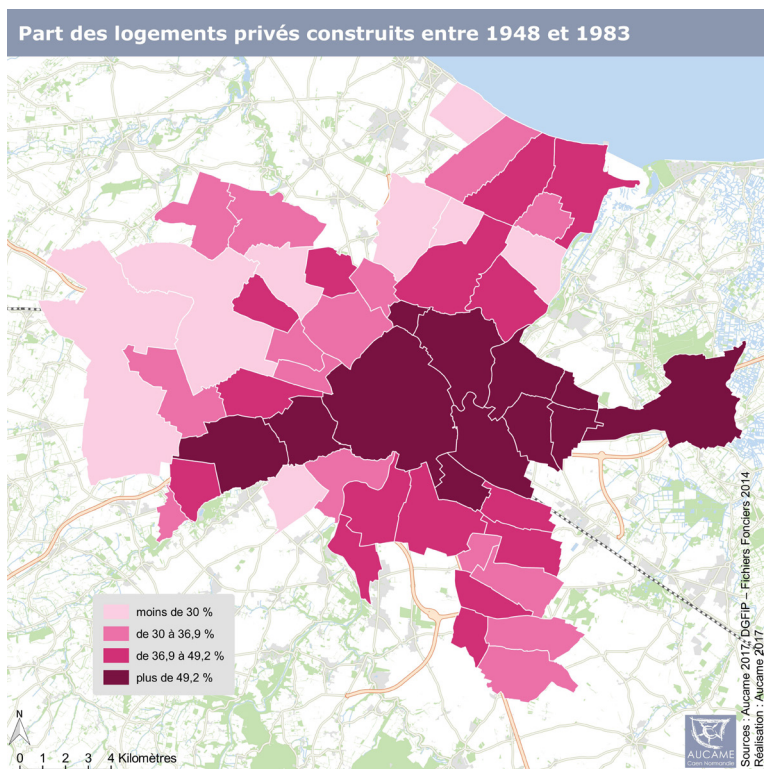 Part des logements privés construits entre 1948 et 1983
moins de 30 %
de 30 à 36,9 %
de 36,9 à 49,2 %
plus de 49,2 %
N
0 1 2 3 4 Kilomètres
Sources : Aucame 2017, DGFiP – Fichiers Fonciers 2014
Réalisation : Aucame 2017
AUCAME
Caen Normandie